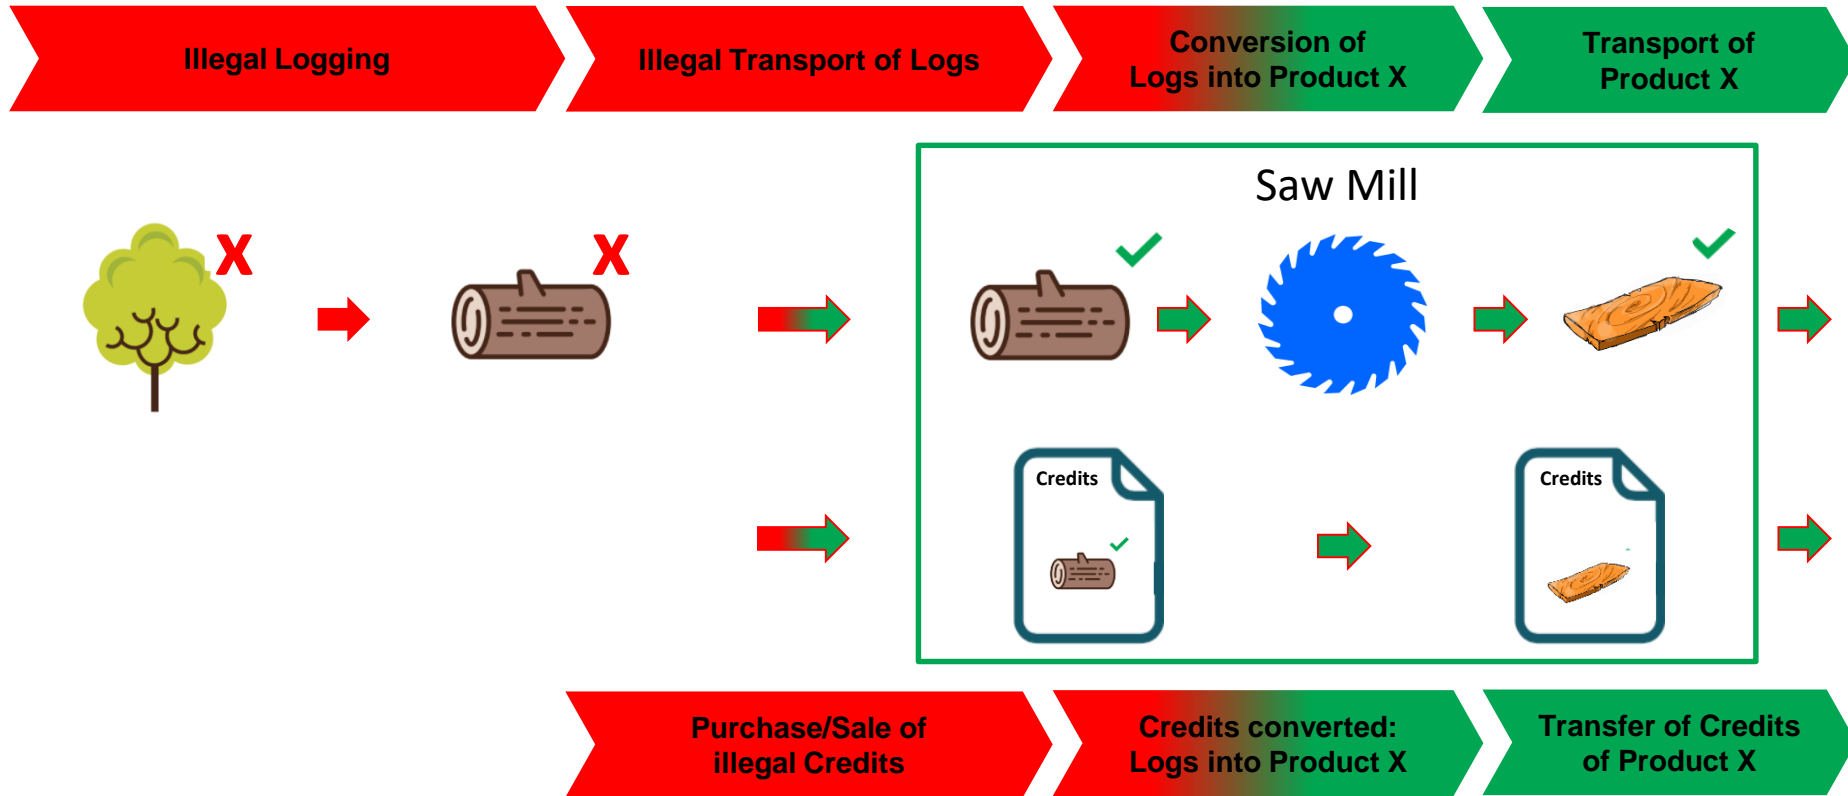 Illegal Logging
Illegal Transport of Logs
Conversion of
Logs into Product X
Transport of
Product X
Saw Mill
X
X
Credits
Credits
Purchase/Sale of
illegal Credits
Credits converted:
Logs into Product X
Transfer of Credits
of Product X